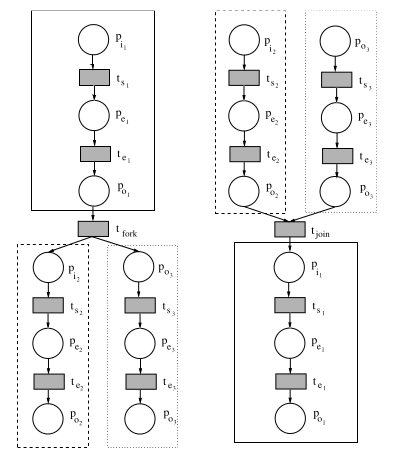 p_{i_1}
t_{s_1}
p_{e_1}
t_{e_1}
p_{o_1}
t_{fork}
p_{i_2}
t_{s_2}
p_{e_2}
t_{e_2}
p_{o_2}
p_{o_3}
t_{s_3}
p_{e_3}
t_{e_3}
p_{o_3}
p_{i_2}
t_{s_2}
p_{e_2}
t_{e_2}
p_{o_2}
p_{o_3}
t_{s_3}
p_{e_3}
t_{e_3}
p_{o_3}
t_{join}
p_{i_1}
t_{s_1}
p_{e_1}
t_{e_1}
p_{o_1}